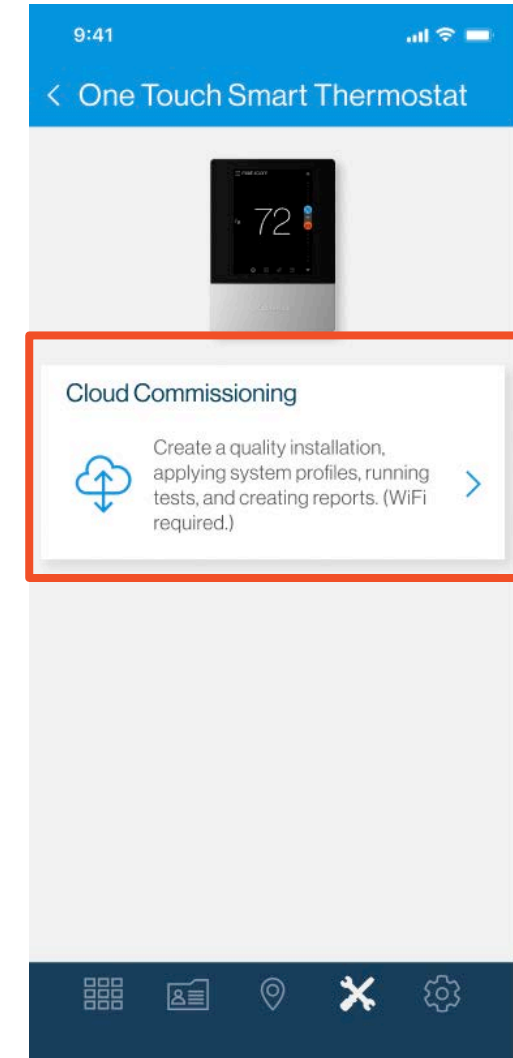 9:41
One Touch Smart Thermostat
72
Cloud Commissioning
Create a quality installation,
applying system profiles, running
tests, and creating reports. (WiFi
required.)